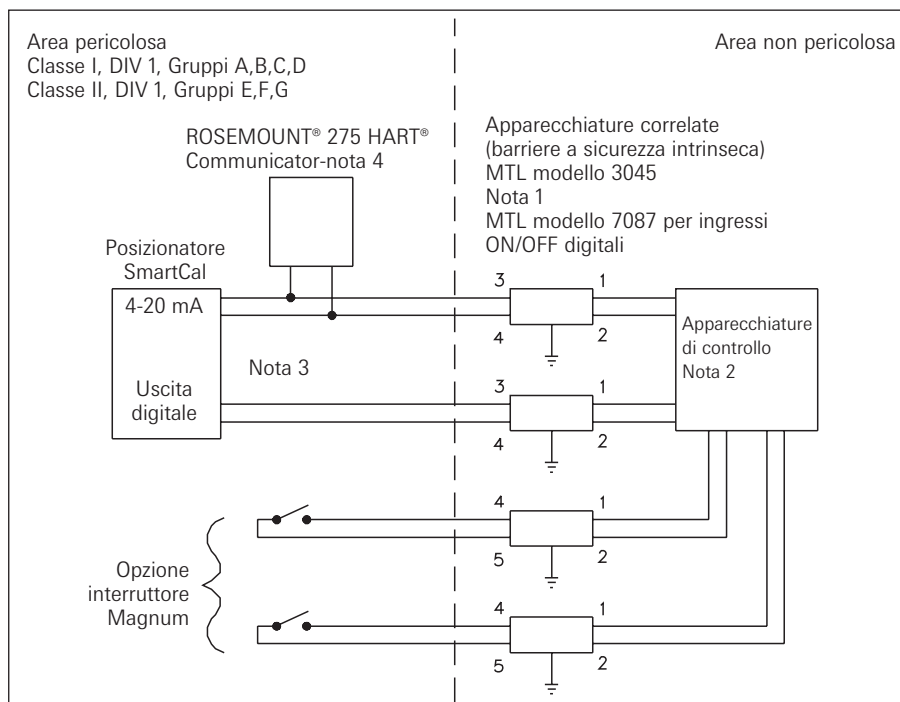 Area pericolosa
Classe I, DIV 1, Gruppi A,B,C,D
Classe II, DIV 1, Gruppi E,F,G
Area non pericolosa
ROSEMOUNT® 275 HART®
Communicator-nota 4
Apparecchiature correlate
(barriere a sicurezza intrinseca)
MTL modello 3045
Nota 1
MTL modello 7087 per ingressi
ON/OFF digitali
Posizionatore
SmartCal
4-20 mA
Uscita
digitale
Nota 3
3
1
4
2
3
1
4
2
Apparecchiature
di controllo
Nota 2
Opzione
interruttore
Magnum
4
1
5
2
4
1
5
2